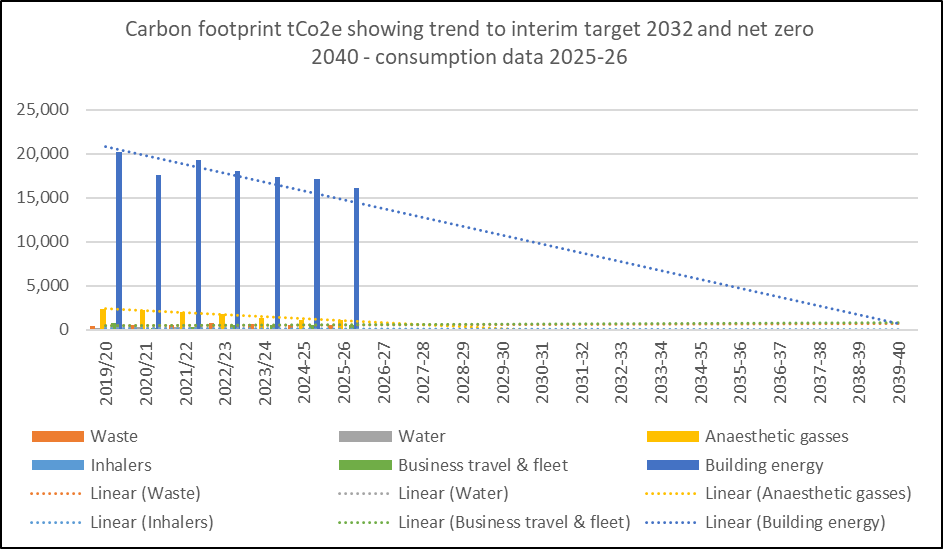 Carbon footprint tCo2e showing trend to interim target 2032 and net zero
2040 - consumption data 2025-26
25,000
20,000
15,000
10,000
5,000
0
2019/20
2020/21
2021/22
2022/23
2023/24
2024-25
2025-26
2026-27
2027-28
2028-29
2029-30
2030-31
2031-32
2032-33
2033-34
2034-35
2035-36
2036-37
2037-38
2038-39
2039-40
Waste
Water
Anaesthetic gasses
Inhalers
Business travel & fleet
Building energy
Linear (Waste)
Linear (Water)
Linear (Anaesthetic gasses)
Linear (Inhalers)
Linear (Business travel & fleet)
Linear (Building energy)